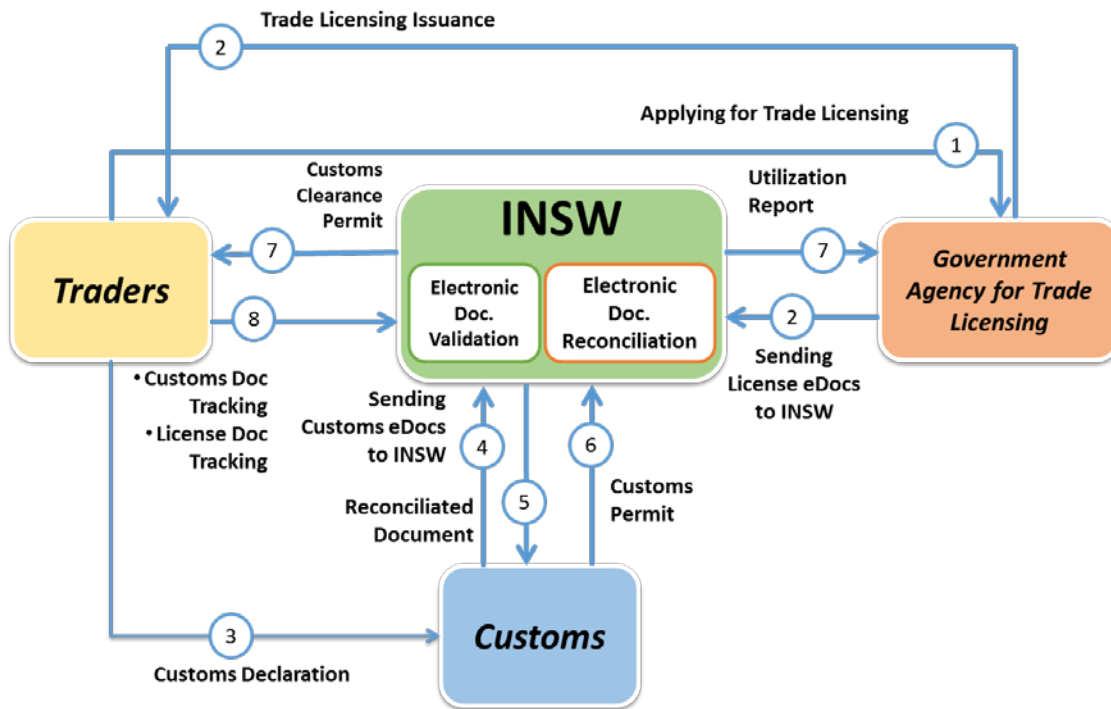 Trade Licensing Issuance
2
Applying for Trade Licensing
1
Customs
Clearance
Permit
Utilization
Report
INSW
7
7
Traders
Electronic
Doc.
Validation
Electronic
Doc.
Reconciliation
Government
Agency for Trade
Licensing
8
2
•Customs Doc
Tracking
•License Doc
Tracking
Sending
Customs eDocs
to INSW
Sending
License eDocs
to INSW
4
6
5
Reconciliated
Document
Customs
Permit
Customs
3
Customs Declaration